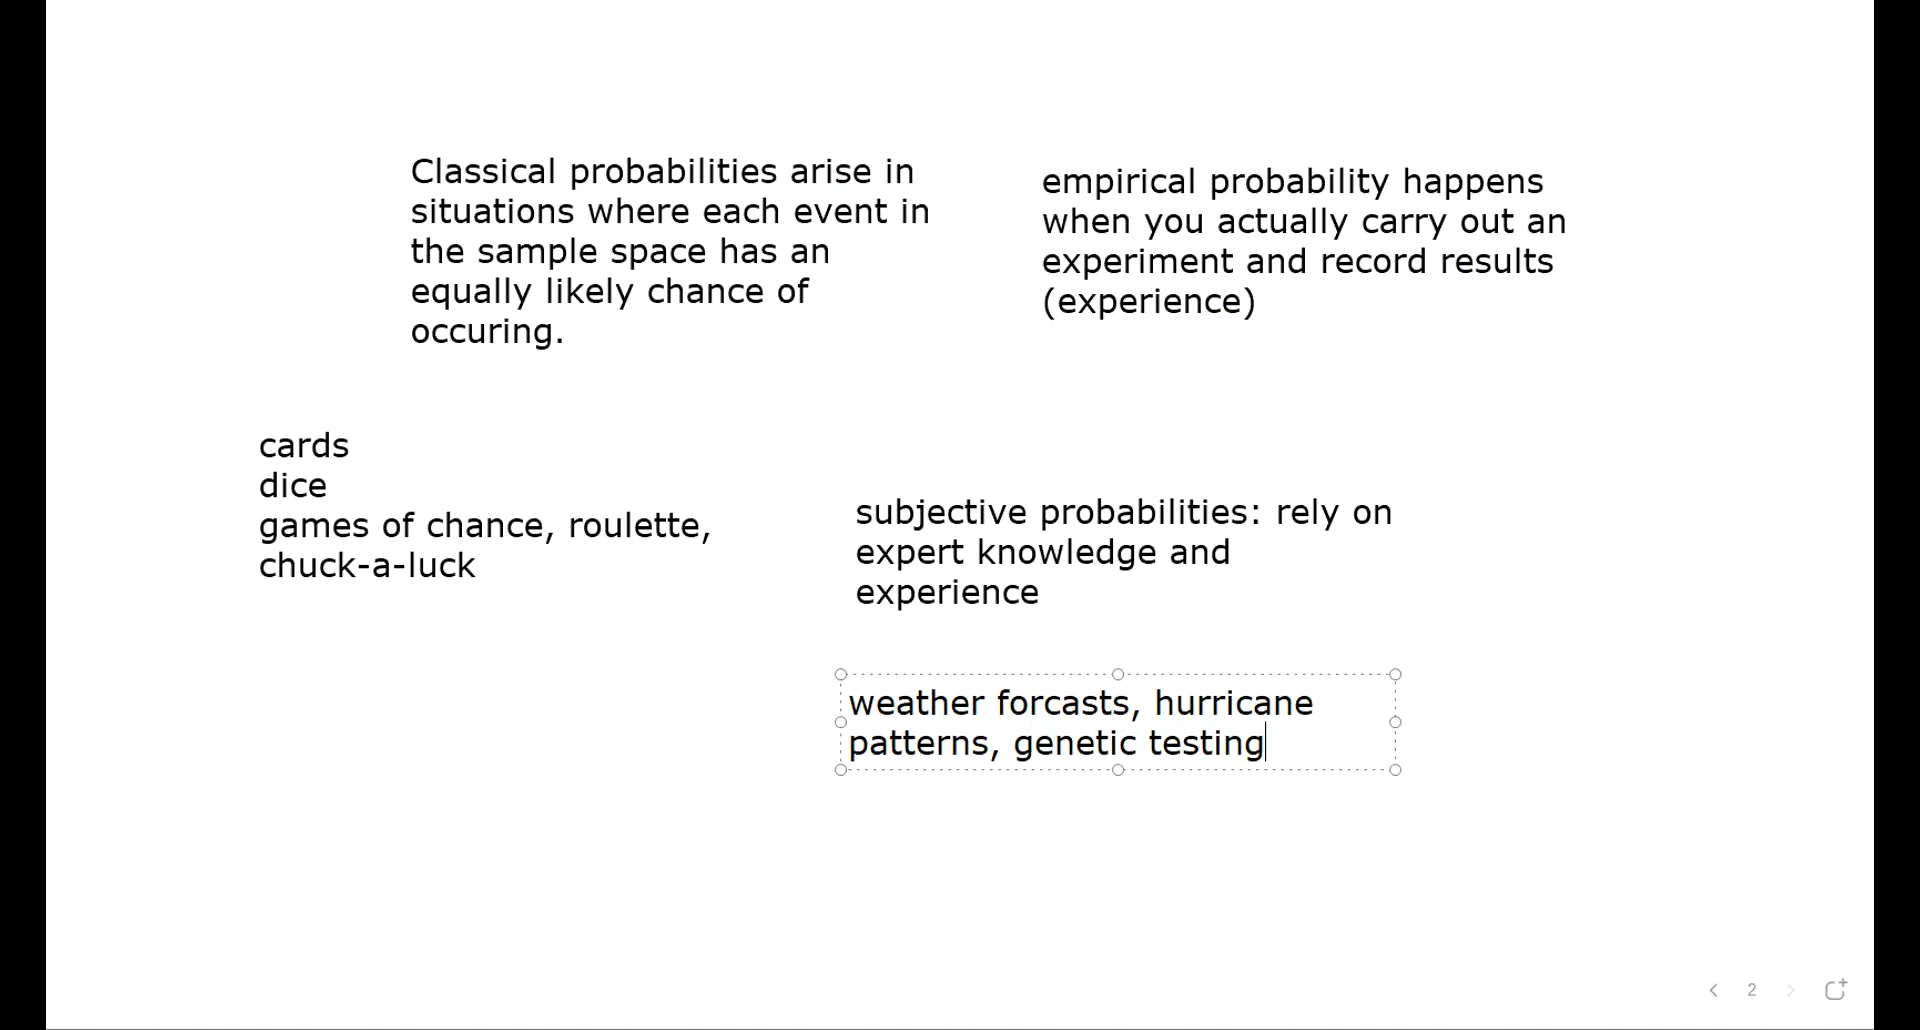 Classical probabilities arise in
situations where each event in
the sample space has an
equally likely chance of
occuring.
empirical probability happens
when you actually carry out an
experiment and record results
(experience)
cards
dice
games of chance, roulette,
chuck-a-luck
subjective probabilities: rely on
expert knowledge and
experience
weather forcasts, hurricane
patterns, genetic testing
2